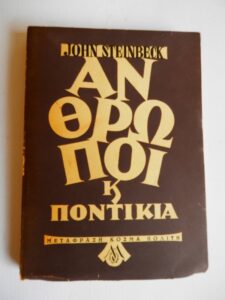 JOHN STEINBECK
ΑΝ
ΘΡΩ
ΠΟΙ
Κ
ΠΟΝΤΙΚΙΑ
ΜΕΤΑΦΡΑΣΗ ΚΟΣΜΑ ΠΟΛΙΤΗ